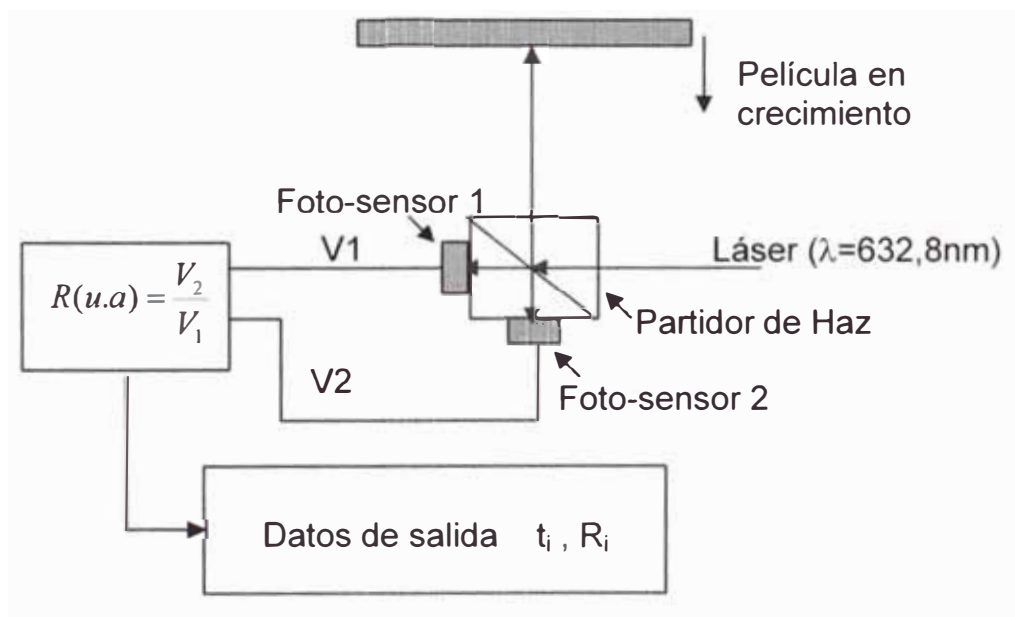 Película en
crecimiento
Foto-sensor 1
V1
Láser (λ=632,8nm)
R(u.a) = V₂/V₁
Partidor de Haz
V2
Foto-sensor 2
Datos de salida tᵢ , Rᵢ